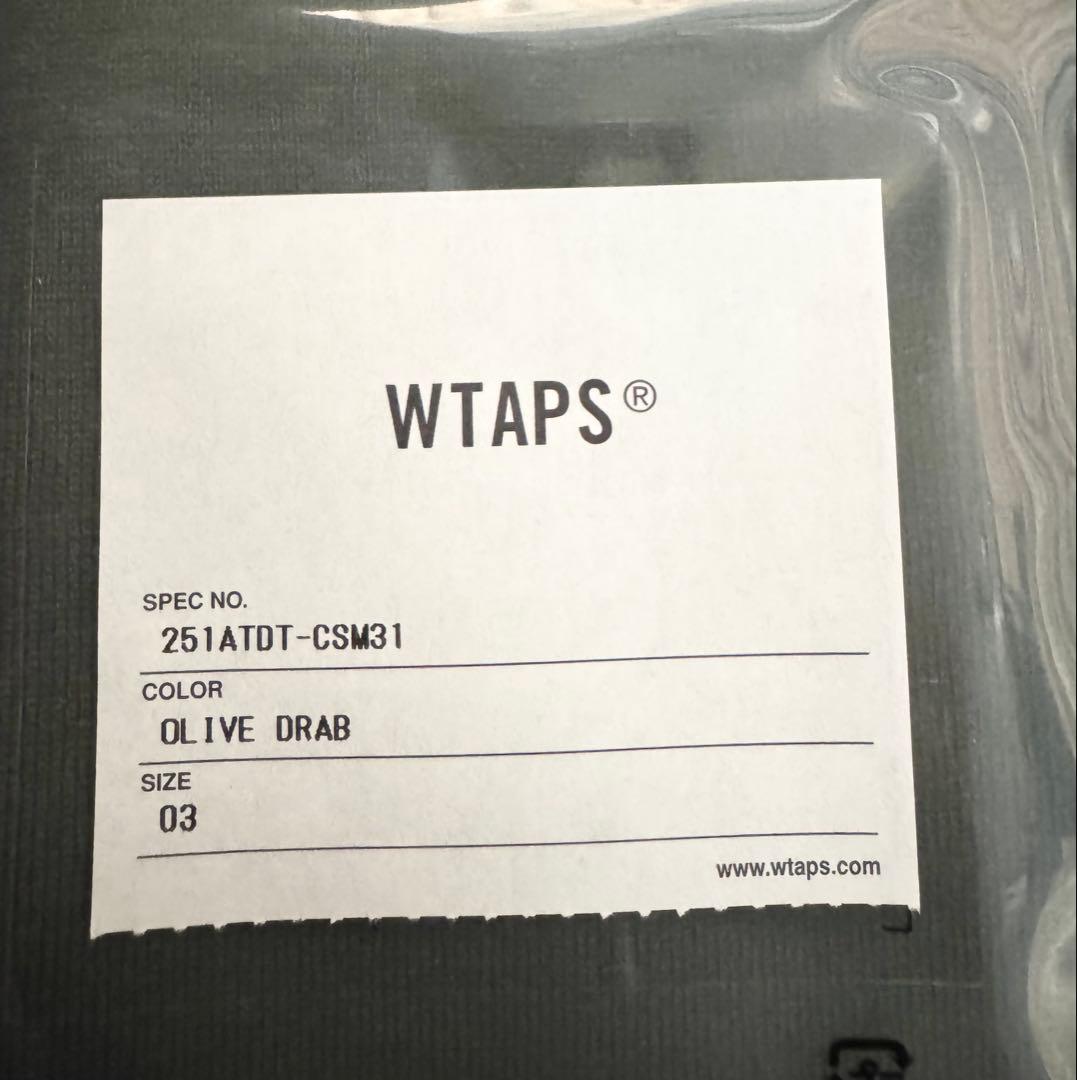 WTAPS®
SPEC NO.
251ATDT-CSM31
COLOR
OLIVE DRAB
SIZE
03
www.wtaps.com